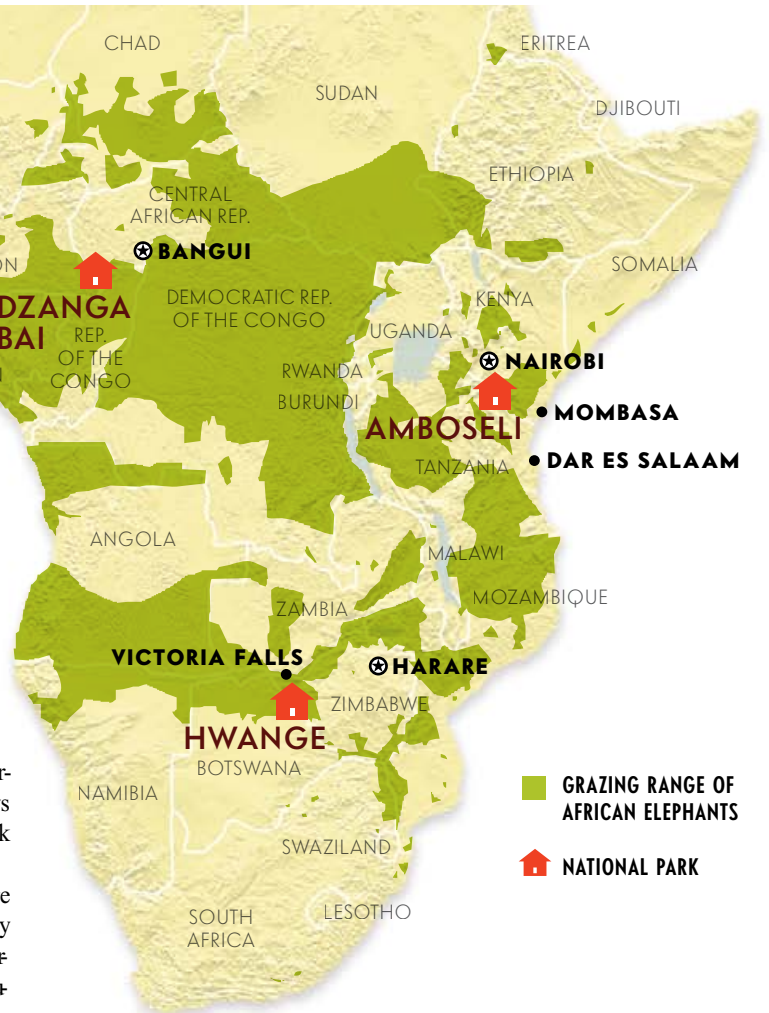 CHAD
ERITREA
SUDAN
DJIBOUTI
ETHIOPIA
CENTRAL
AFRICAN REP.
BANGUI
SOMALIA
ON
DZANGA
BAI
REP.
OF THE
CONGO
DEMOCRATIC REP.
OF THE CONGO
KENYA
UGANDA
NAIROBI
RWANDA
BURUNDI
AMBOSELI
MOMBASA
TANZANIA
DAR ES SALAAM
ANGOLA
MALAWI
ZAMBIA
MOZAMBIQUE
VICTORIA FALLS
HARARE
ZIMBABWE
HWANGE
BOTSWANA
NAMIBIA
SWAZILAND
SOUTH
AFRICA
LESOTHO
GRAZING RANGE OF
AFRICAN ELEPHANTS
NATIONAL PARK